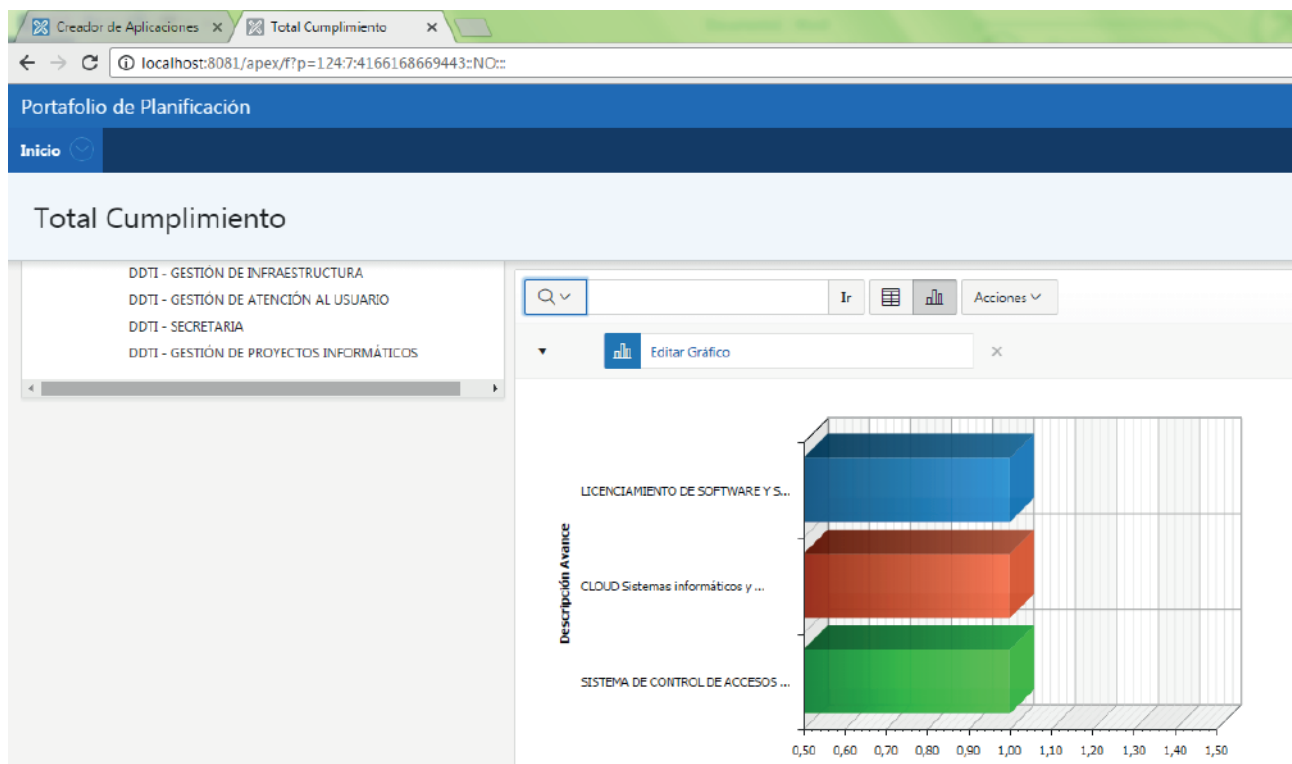 Creador de Aplicaciones
Total Cumplimiento
localhost:8081/apex/f?p=124:7:4166168669443::NO:::
Portafolio de Planificación
Inicio
Total Cumplimiento
DDTI - GESTIÓN DE INFRAESTRUCTURA
DDTI - GESTIÓN DE ATENCIÓN AL USUARIO
DDTI - SECRETARIA
DDTI - GESTIÓN DE PROYECTOS INFORMÁTICOS
Ir
Acciones
Editar Gráfico
Descripción Avance
LICENCIAMIENTO DE SOFTWARE Y S...
CLOUD Sistemas informáticos y ...
SISTEMA DE CONTROL DE ACCESOS ...
0,50 0,60 0,70 0,80 0,90 1,00 1,10 1,20 1,30 1,40 1,50